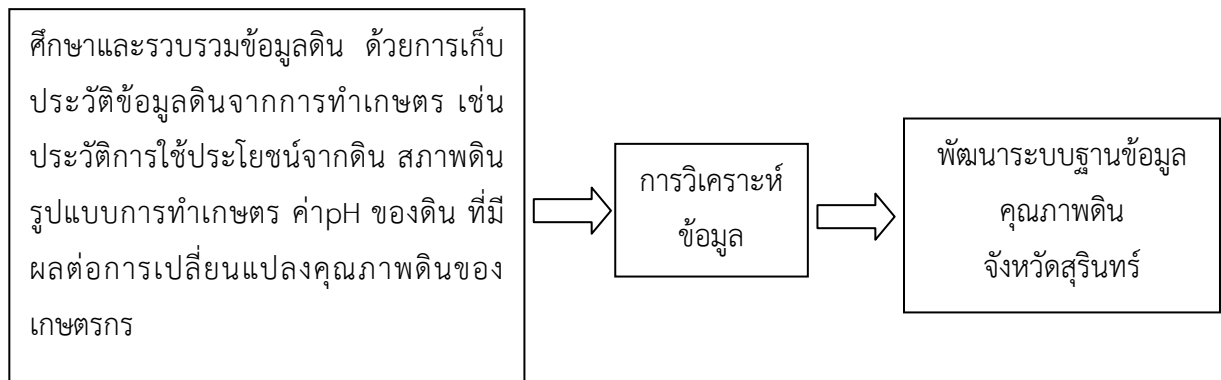 ศึกษาและรวบรวมข้อมูลดิน ด้วยการเก็บ
ประวัติข้อมูลดินจากการทำเกษตร เช่น
ประวัติการใช้ประโยชน์จากดิน สภาพดิน
รูปแบบการทำเกษตร ค่าpH ของดิน ที่มี
ผลต่อการเปลี่ยนแปลงคุณภาพดินของ
เกษตรกร
การวิเคราะห์
ข้อมูล
พัฒนาระบบฐานข้อมูล
คุณภาพดิน
จังหวัดสุรินทร์